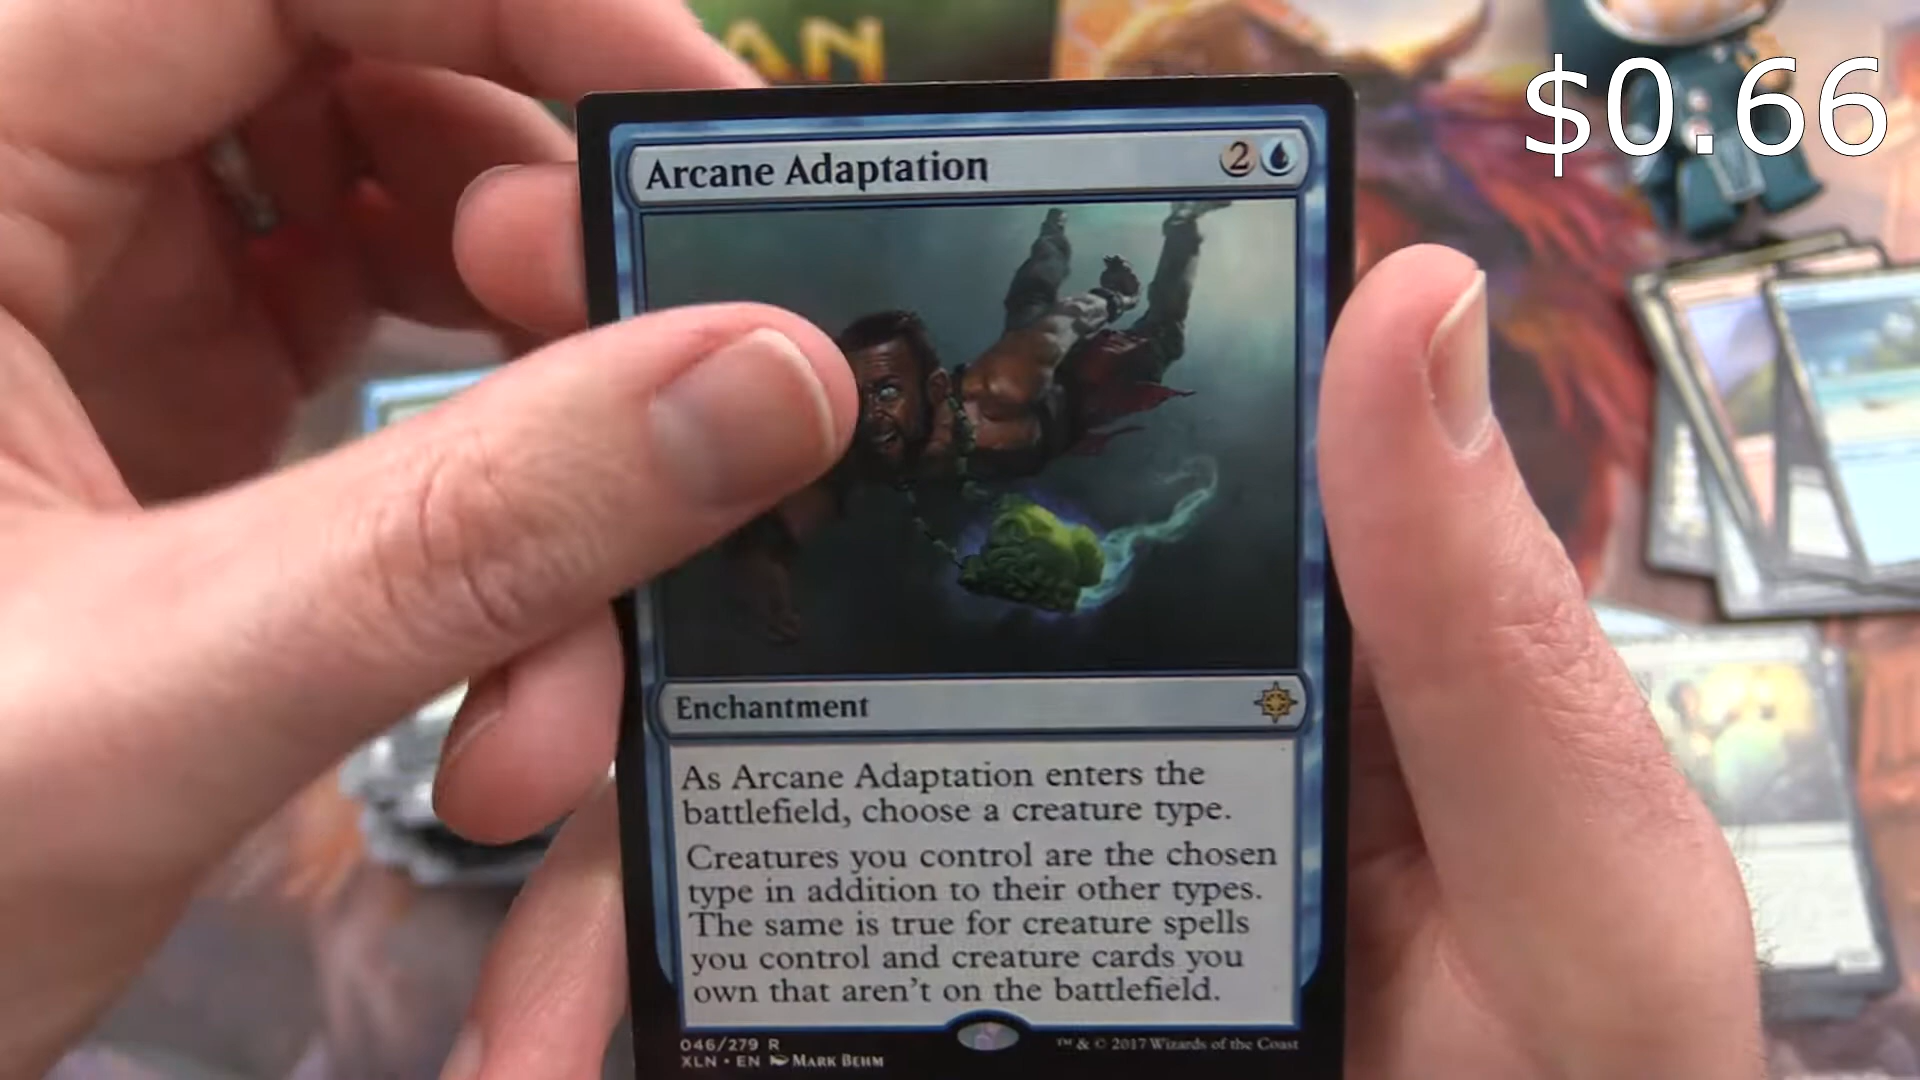 AN
$0.66
Arcane Adaptation
2
Enchantment
As Arcane Adaptation enters the
battlefield, choose a creature type.
Creatures you control are the chosen
type in addition to their other types.
The same is true for creature spells
you control and creature cards you
own that aren't on the battlefield.
046/279 R
XLN • EN Mark Behm
™ & © 2017 Wizards of the Coast